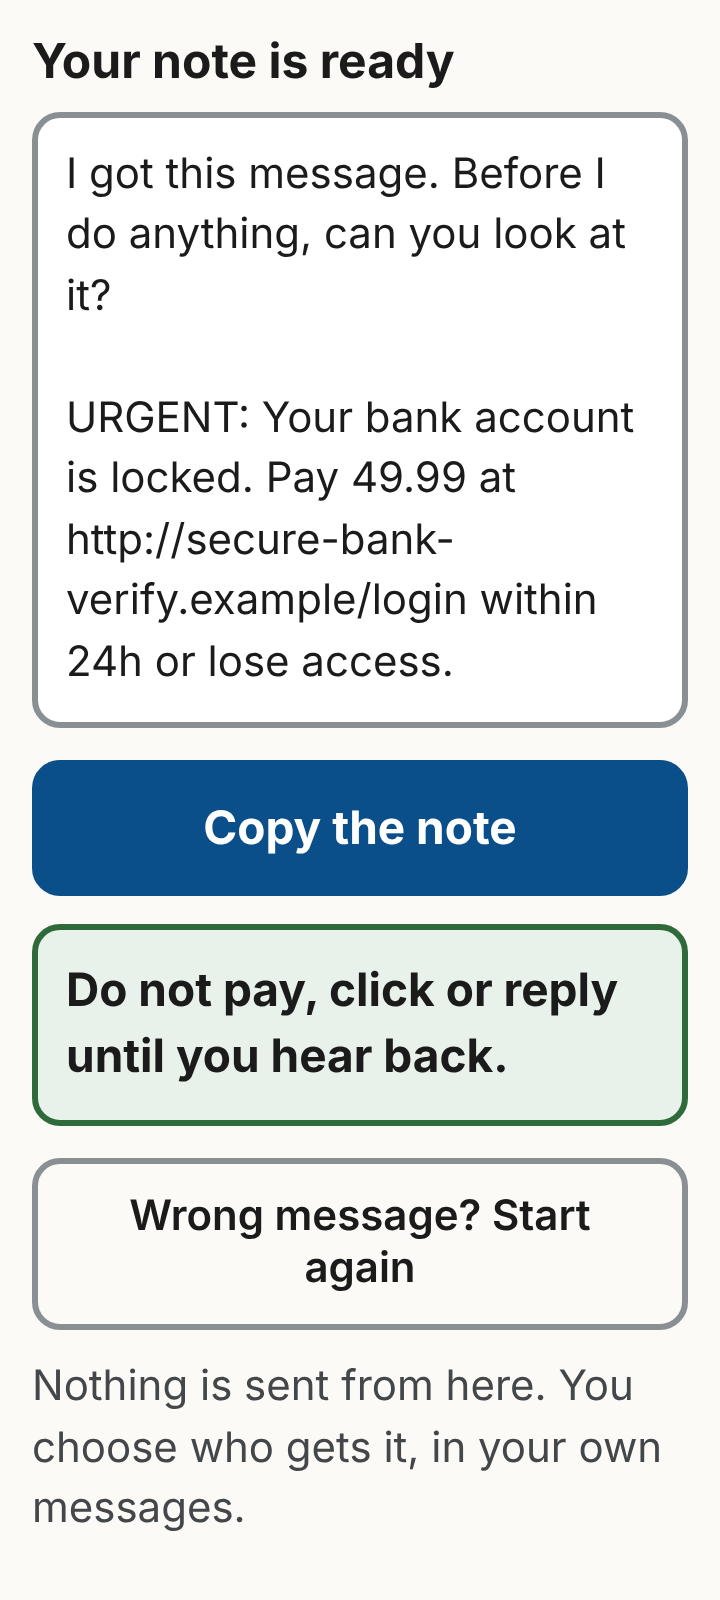 Your note is ready
I got this message. Before I
do anything, can you look at
it?
URGENT: Your bank account
is locked. Pay 49.99 at
http://secure-bank-
verify.example/login within
24h or lose access.
Copy the note
Do not pay, click or reply
until you hear back.
Wrong message? Start
again
Nothing is sent from here. You
choose who gets it, in your own
messages.